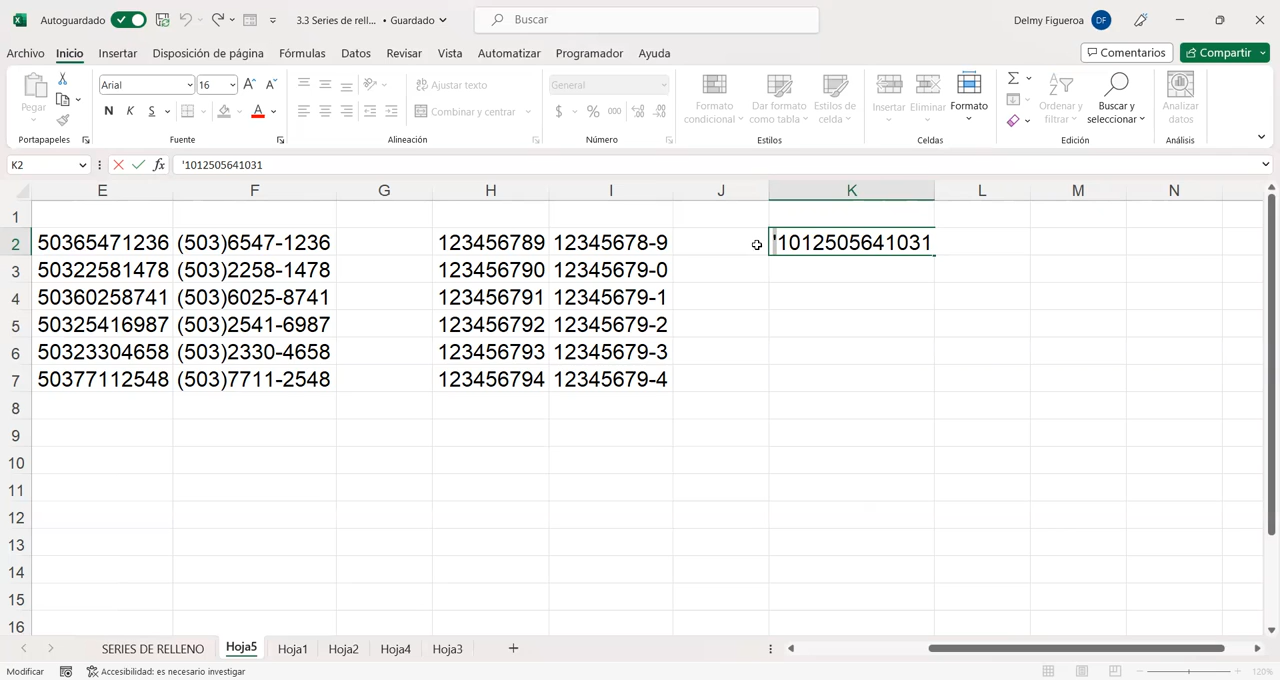 Autoguardado 3.3 Series de rell... • Guardado Buscar Delmy Figueroa DF
Archivo Inicio Insertar Disposición de página Fórmulas Datos Revisar Vista Automatizar Programador Ayuda Comentarios Compartir
Pegar Arial 16 A A Ajustar texto General Formato condicional Dar formato como tabla Estilos de celda Insertar Eliminar Formato Ordenar y filtrar Buscar y seleccionar Analizar datos
N K S A Combinar y centrar $ % 000
Portapapeles Fuente Alineación Número Estilos Celdas Edición Análisis
K2 fx '1012505641031
E F G H I J K L M N
1
2 50365471236 (503)6547-1236 123456789 12345678-9 '1012505641031
3 50322581478 (503)2258-1478 123456790 12345679-0
4 50360258741 (503)6025-8741 123456791 12345679-1
5 50325416987 (503)2541-6987 123456792 12345679-2
6 50323304658 (503)2330-4658 123456793 12345679-3
7 50377112548 (503)7711-2548 123456794 12345679-4
8
9
10
11
12
13
14
15
16
SERIES DE RELLENO Hoja5 Hoja1 Hoja2 Hoja4 Hoja3
Modificar Accesibilidad: es necesario investigar 120%